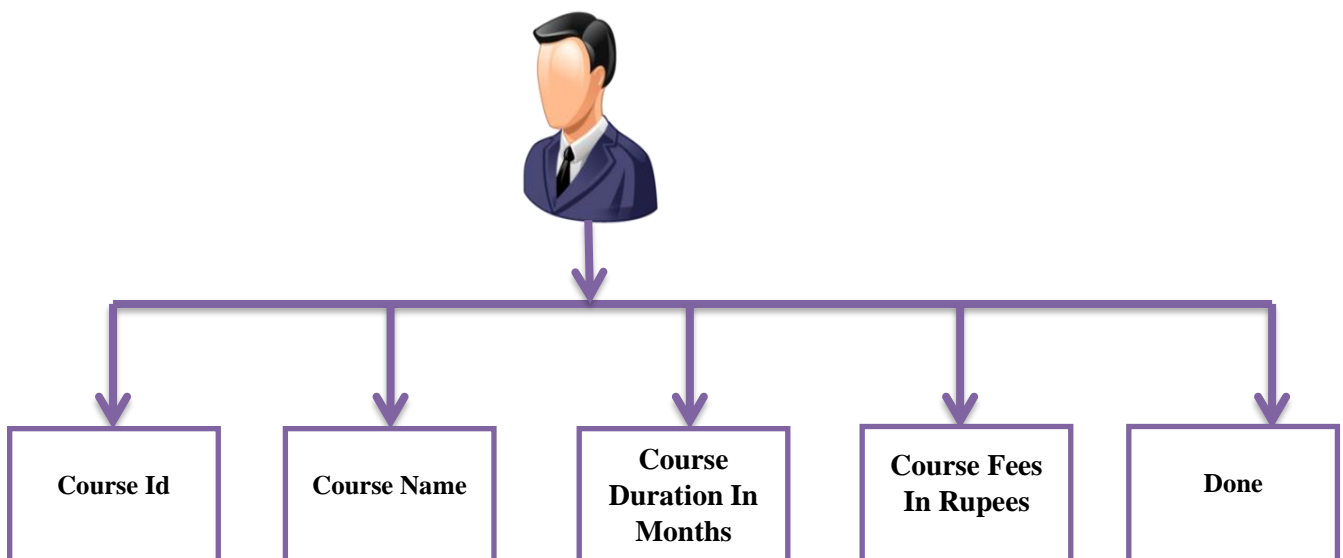 Course Id
Course Name
Course
Duration In
Months
Course Fees
In Rupees
Done